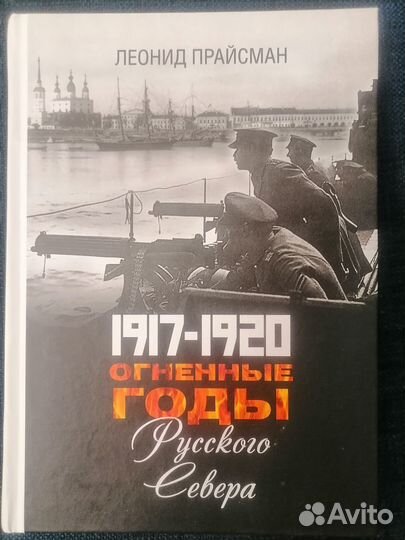 ЛЕОНИД ПРАЙСМАН
1917-1920
ОГНЕННЫЕ
ГОДЫ
Русского
Севера
Avito